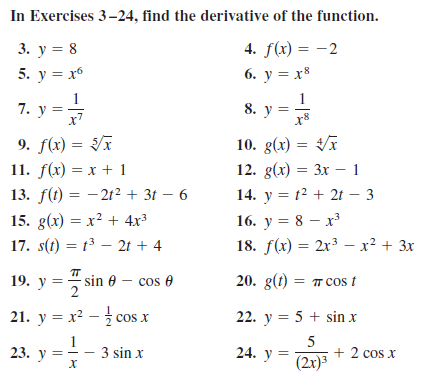 In Exercises 3–24, find the derivative of the function.
3. y = 8 4. f(x) = −2
5. y = x⁶ 6. y = x⁸
7. y = 1/x⁷ 8. y = 1/x⁸
9. f(x) = ⁵√x 10. g(x) = ⁴√x
11. f(x) = x + 1 12. g(x) = 3x − 1
13. f(t) = −2t² + 3t − 6 14. y = t² + 2t − 3
15. g(x) = x² + 4x³ 16. y = 8 − x³
17. s(t) = t³ − 2t + 4 18. f(x) = 2x³ − x² + 3x
19. y = π/2 sin θ − cos θ 20. g(t) = π cos t
21. y = x² − ½ cos x 22. y = 5 + sin x
23. y = 1/x − 3 sin x 24. y = 5/(2x)³ + 2 cos x